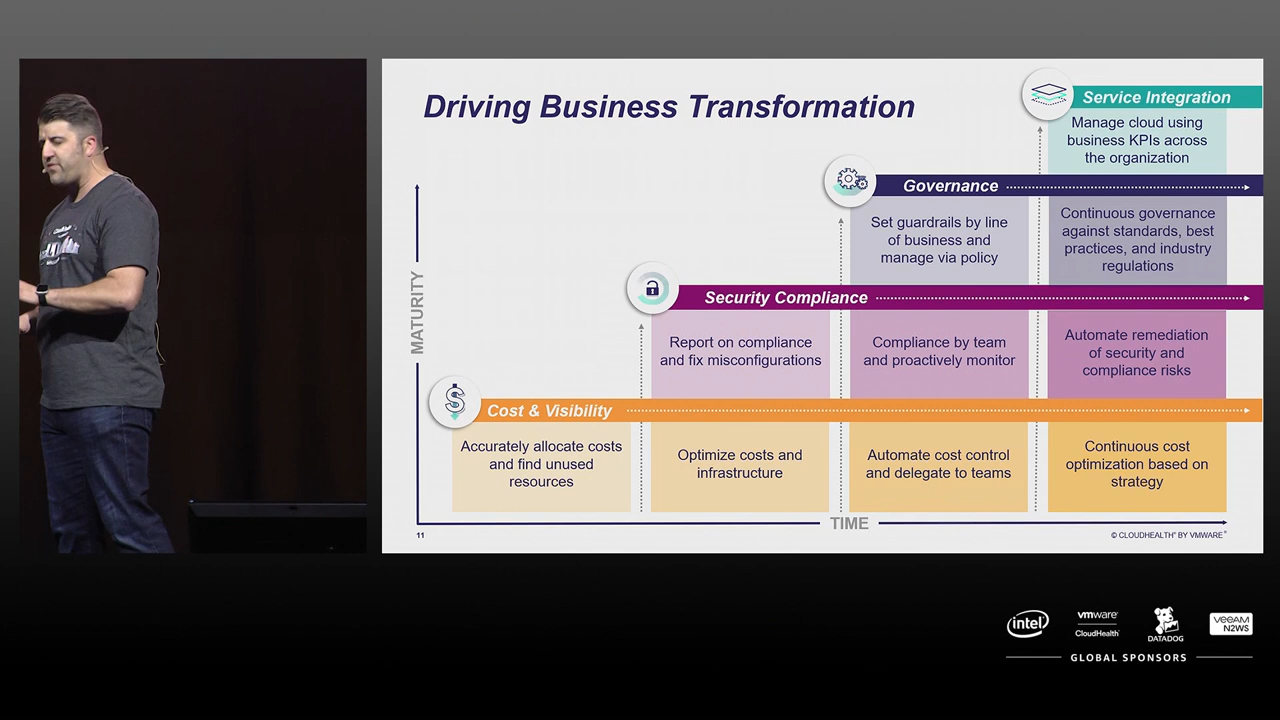 Driving Business Transformation
Service Integration
Manage cloud using
business KPIs across
the organization
Governance
Set guardrails by line
of business and
manage via policy
Continuous governance
against standards, best
practices, and industry
regulations
MATURITY
Security Compliance
Report on compliance
and fix misconfigurations
Compliance by team
and proactively monitor
Automate remediation
of security and
compliance risks
$
Cost & Visibility
Accurately allocate costs
and find unused
resources
Optimize costs and
infrastructure
Automate cost control
and delegate to teams
Continuous cost
optimization based on
strategy
TIME
11
© CLOUDHEALTH® BY VMWARE®
intel
vmware®
CloudHealth®
DATADOG
VEEAM
N2WS
GLOBAL SPONSORS